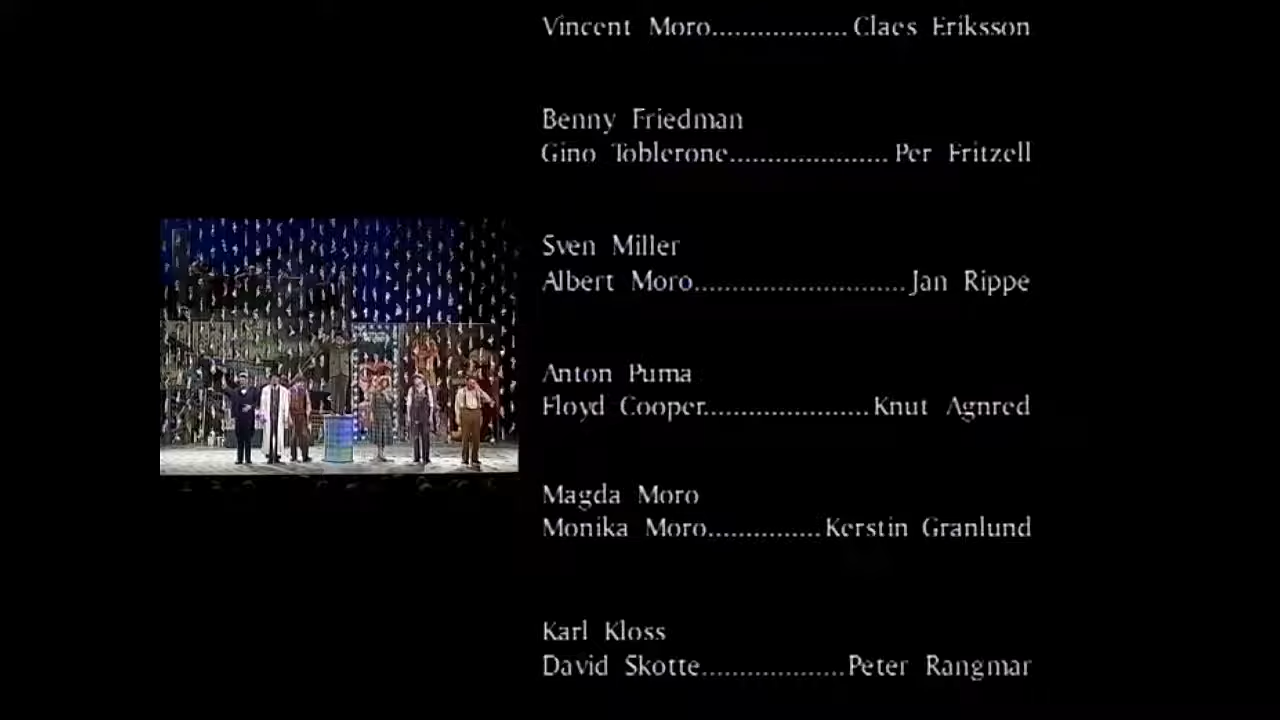 Vincent Moro.................. Claes Eriksson
Benny Friedman
Gino Toblerone..................... Per Fritzell
Sven Miller
Albert Moro............................Jan Rippe
Anton Puma
Floyd Cooper......................Knut Agnred
Magda Moro
Monika Moro...............Kerstin Granlund
Karl Kloss
David Skotte...................Peter Rangmar